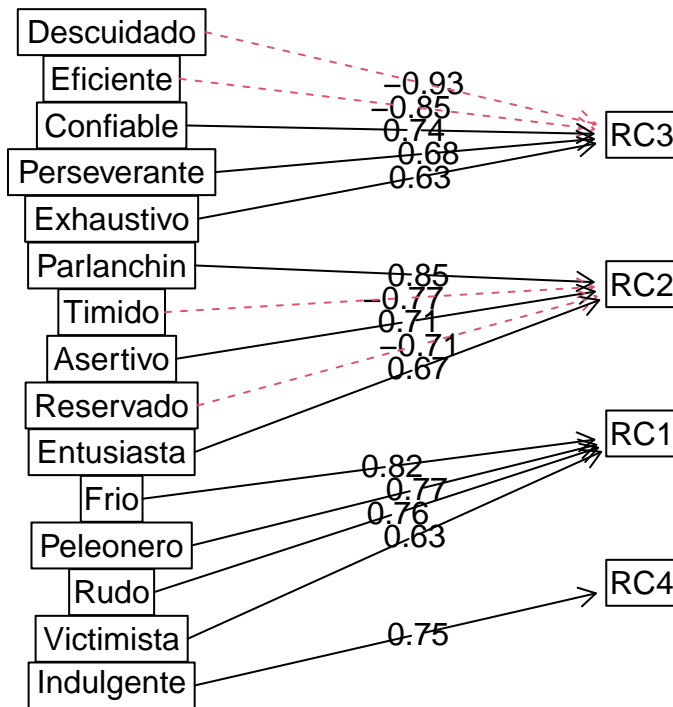 Descuidado
Eficiente
Confiable
Perseverante
Exhaustivo
Parlanchin
Timido
Asertivo
Reservado
Entusiasta
Frio
Peleonero
Rudo
Victimista
Indulgente
−0.93
−0.85
0.74
0.68
0.63
0.85
−0.77
0.71
−0.71
0.67
0.82
0.77
0.76
0.63
0.75
RC3
RC2
RC1
RC4